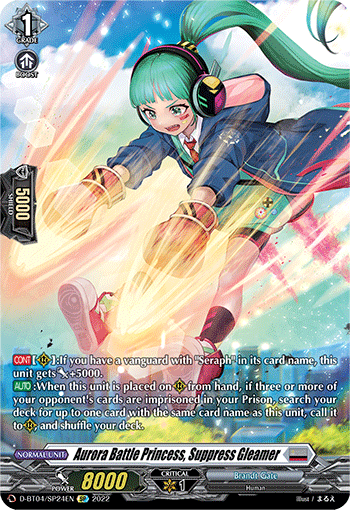 1
GRADE
BOOST
5000
SHIELD
CONT【】:If you have a vanguard with "Seraph" in its card name, this
unit gets +5000.
AUTO:When this unit is placed on from hand, if three or more of
your opponent's cards are imprisoned in your Prison, search your
deck for up to one card with the same card name as this unit, call it
to and shuffle your deck.
NORMAL UNIT Aurora Battle Princess, Suppress Gleamer
POWER 8000 CRITICAL 1 Brandt Gate
Human
D-BT04/SP24EN SP 2022 Illust / まるえ